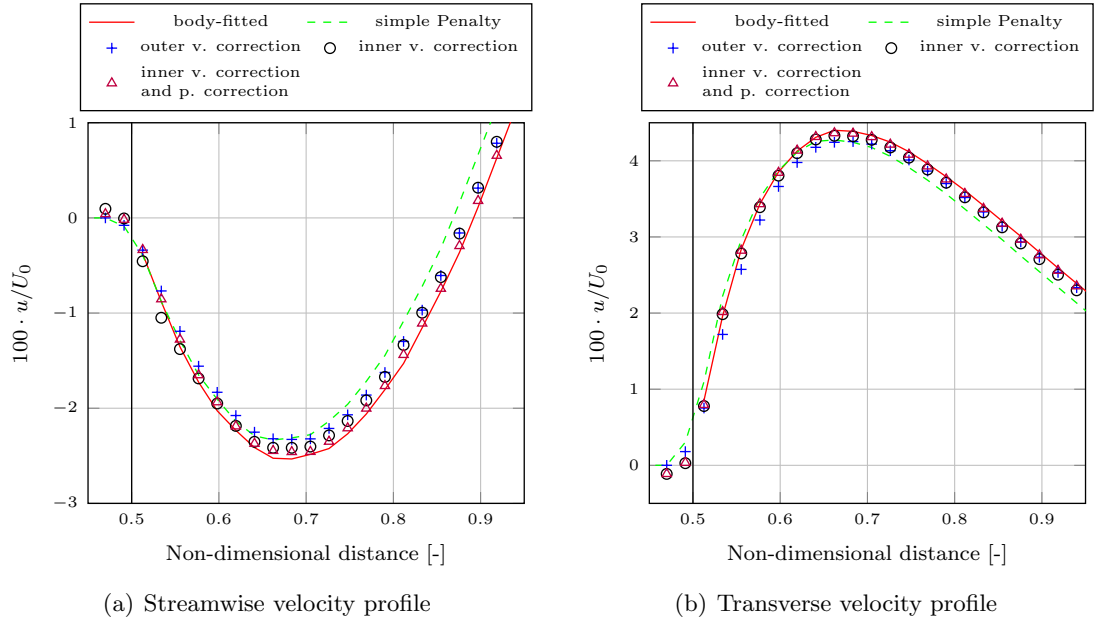 body-fitted
simple Penalty
outer v. correction
inner v. correction
inner v. correction
and p. correction
1
0
−1
−2
−3
100 · u/U0
0.5
0.6
0.7
0.8
0.9
Non-dimensional distance [-]
(a) Streamwise velocity profile
body-fitted
simple Penalty
outer v. correction
inner v. correction
inner v. correction
and p. correction
4
3
2
1
0
100 · u/U0
0.5
0.6
0.7
0.8
0.9
Non-dimensional distance [-]
(b) Transverse velocity profile